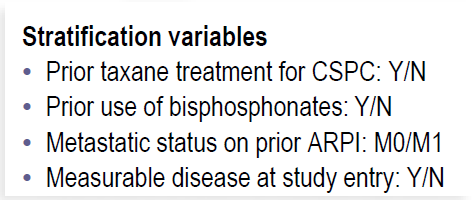 Stratification variables
• Prior taxane treatment for CSPC: Y/N
• Prior use of bisphosphonates: Y/N
• Metastatic status on prior ARPI: M0/M1
• Measurable disease at study entry: Y/N